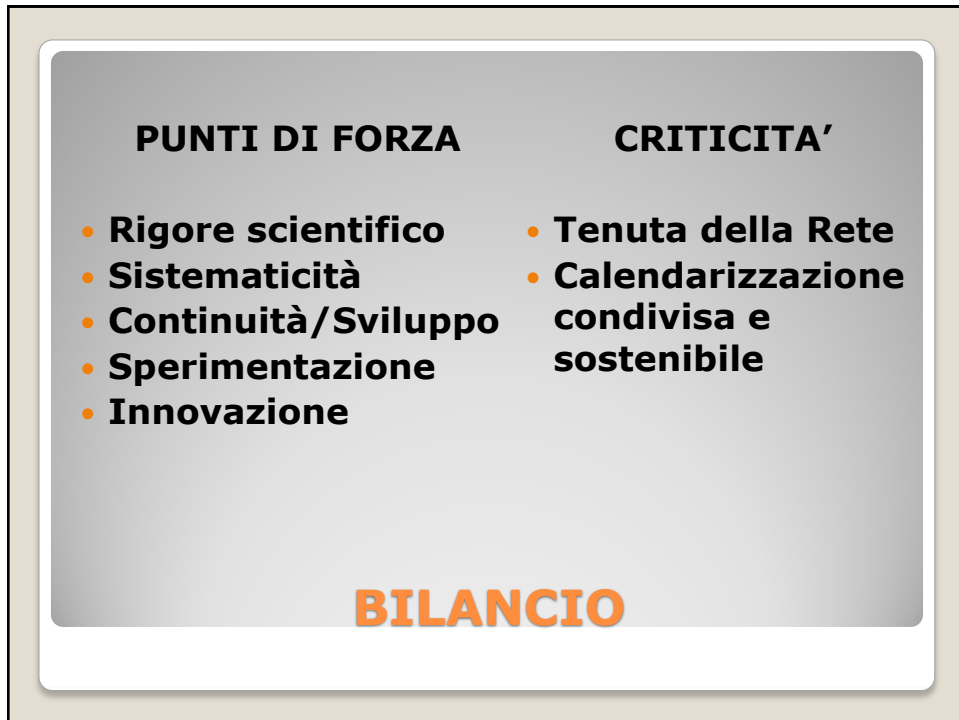 PUNTI DI FORZA
• Rigore scientifico
• Sistematicità
• Continuità/Sviluppo
• Sperimentazione
• Innovazione
CRITICITA’
• Tenuta della Rete
• Calendarizzazione
condivisa e
sostenibile
BILANCIO